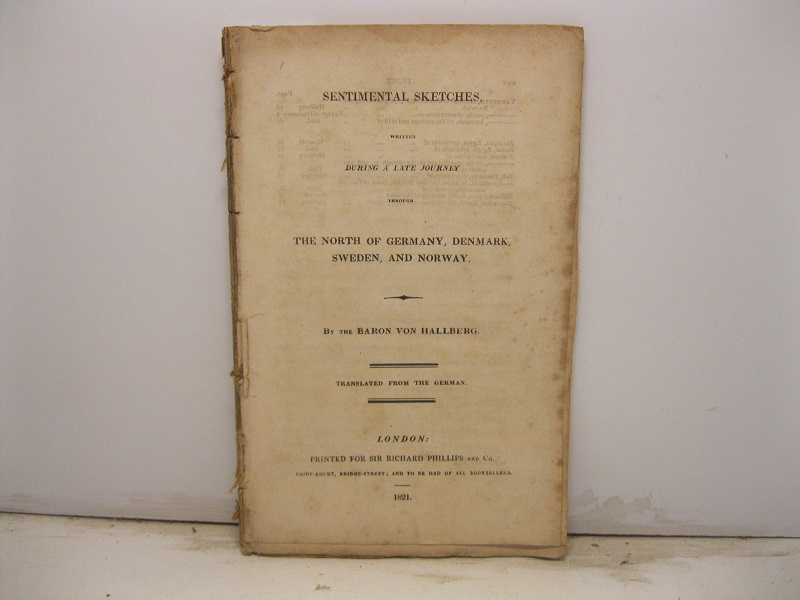 SENTIMENTAL SKETCHES,
WRITTEN
DURING A LATE JOURNEY
THROUGH
THE NORTH OF GERMANY, DENMARK,
SWEDEN, AND NORWAY.
BY THE BARON VON HALLBERG.
TRANSLATED FROM THE GERMAN.
LONDON:
PRINTED FOR SIR RICHARD PHILLIPS AND Co.
BRIDE-COURT, BRIDGE-STREET; AND TO BE HAD OF ALL BOOKSELLERS.
1821.